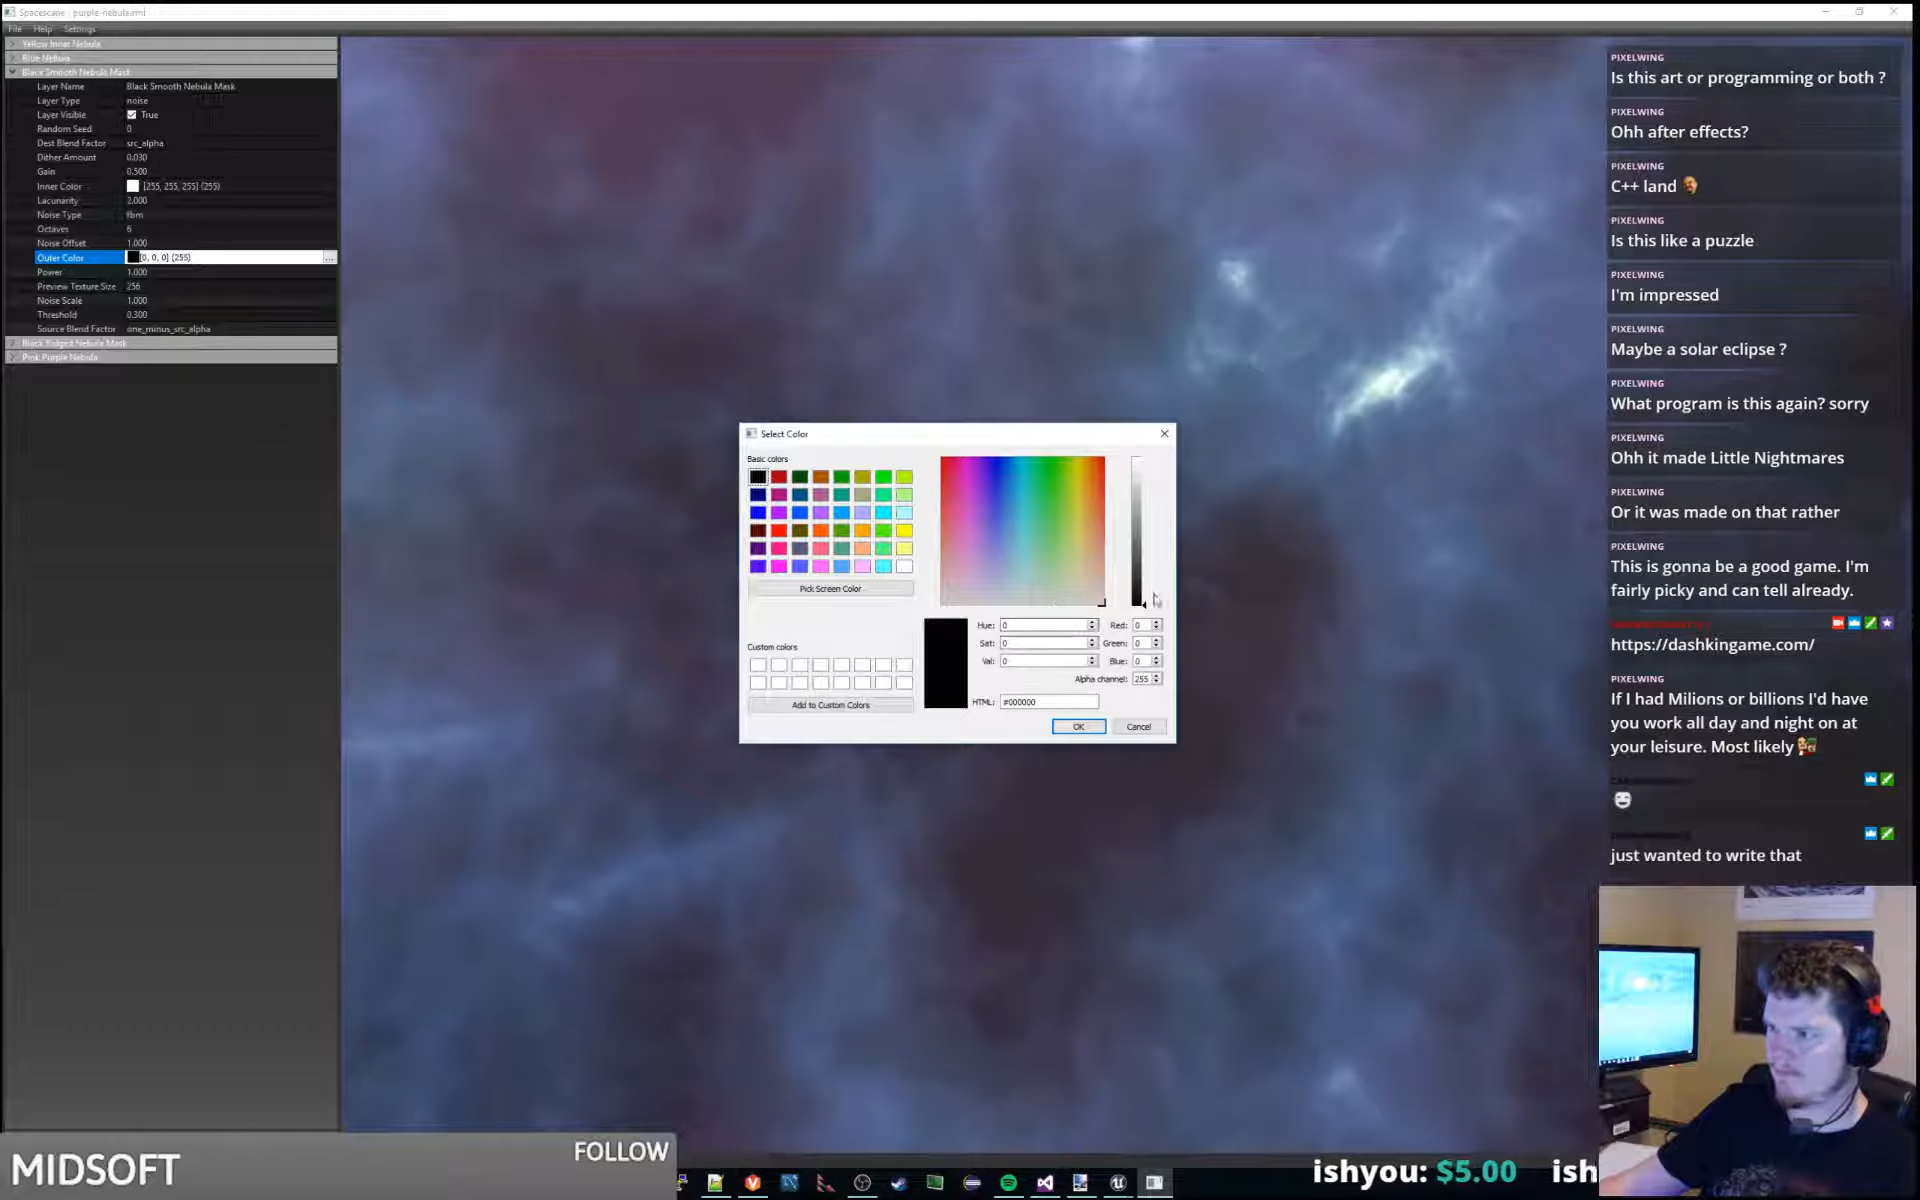 Spacescape - purple-nebula.xml
File Help Settings
Yellow Inner Nebula
Blue Nebula
Black Smooth Nebula Mask
Layer Name Black Smooth Nebula Mask
Layer Type noise
Layer Visible True
Random Seed 0
Dest Blend Factor src_alpha
Dither Amount 0.030
Gain 0.500
Inner Color [255, 255, 255] (255)
Lacunarity 2.000
Noise Type fbm
Octaves 6
Noise Offset 1.000
Outer Color [0, 0, 0] (255) ...
Power 1.000
Preview Texture Size 256
Noise Scale 1.000
Threshold 0.300
Source Blend Factor one_minus_src_alpha
Black Ridged Nebula Mask
Pink Purple Nebula
Select Color
Basic colors
Pick Screen Color
Custom colors
Add to Custom Colors
Hue: 0 Red: 0
Sat: 0 Green: 0
Val: 0 Blue: 0
Alpha channel: 255
HTML: #000000
OK Cancel
PIXELWING
Is this art or programming or both ?
PIXELWING
Ohh after effects?
PIXELWING
C++ land
PIXELWING
Is this like a puzzle
PIXELWING
I'm impressed
PIXELWING
Maybe a solar eclipse ?
PIXELWING
What program is this again? sorry
PIXELWING
Ohh it made Little Nightmares
PIXELWING
Or it was made on that rather
PIXELWING
This is gonna be a good game. I'm
fairly picky and can tell already.
https://dashkingame.com/
PIXELWING
If I had Milions or billions I'd have
you work all day and night on at
your leisure. Most likely
just wanted to write that
MIDSOFT
FOLLOW
ishyou: $5.00 ish